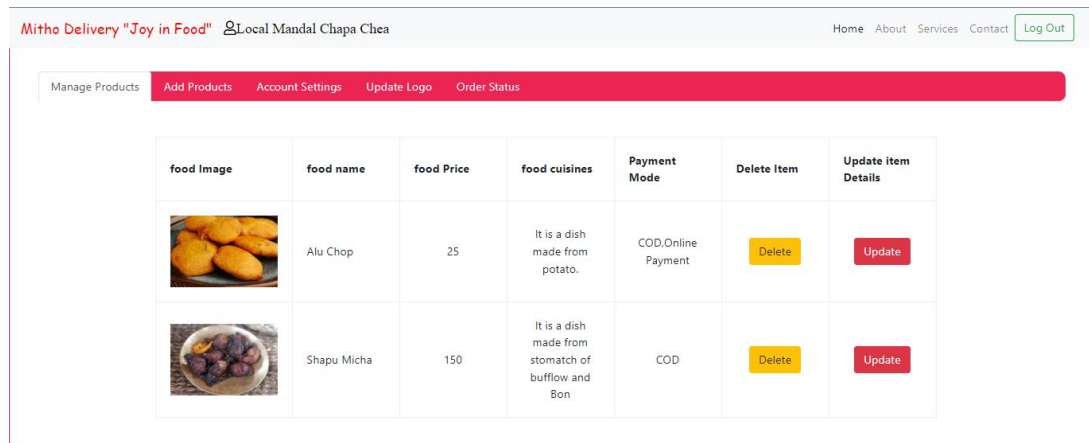 Mitho Delivery "Joy in Food" Local Mandal Chapa Chea Home About Services Contact Log Out
Manage Products Add Products Account Settings Update Logo Order Status
food Image food name food Price food cuisines Payment Mode Delete Item Update item Details
Alu Chop 25 It is a dish made from potato. COD,Online Payment Delete Update
Shapu Micha 150 It is a dish made from stomatch of bufflow and Bon COD Delete Update